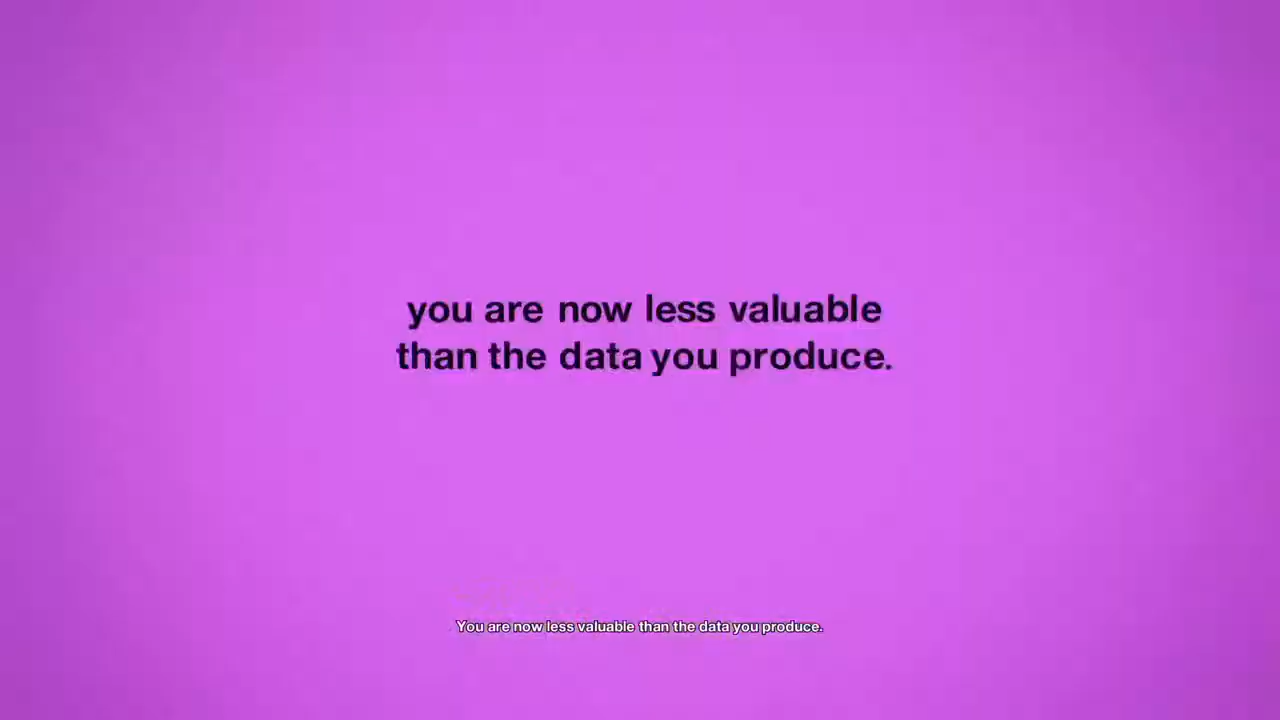 you are now less valuable
than the data you produce.
You are now less valuable than the data you produce.